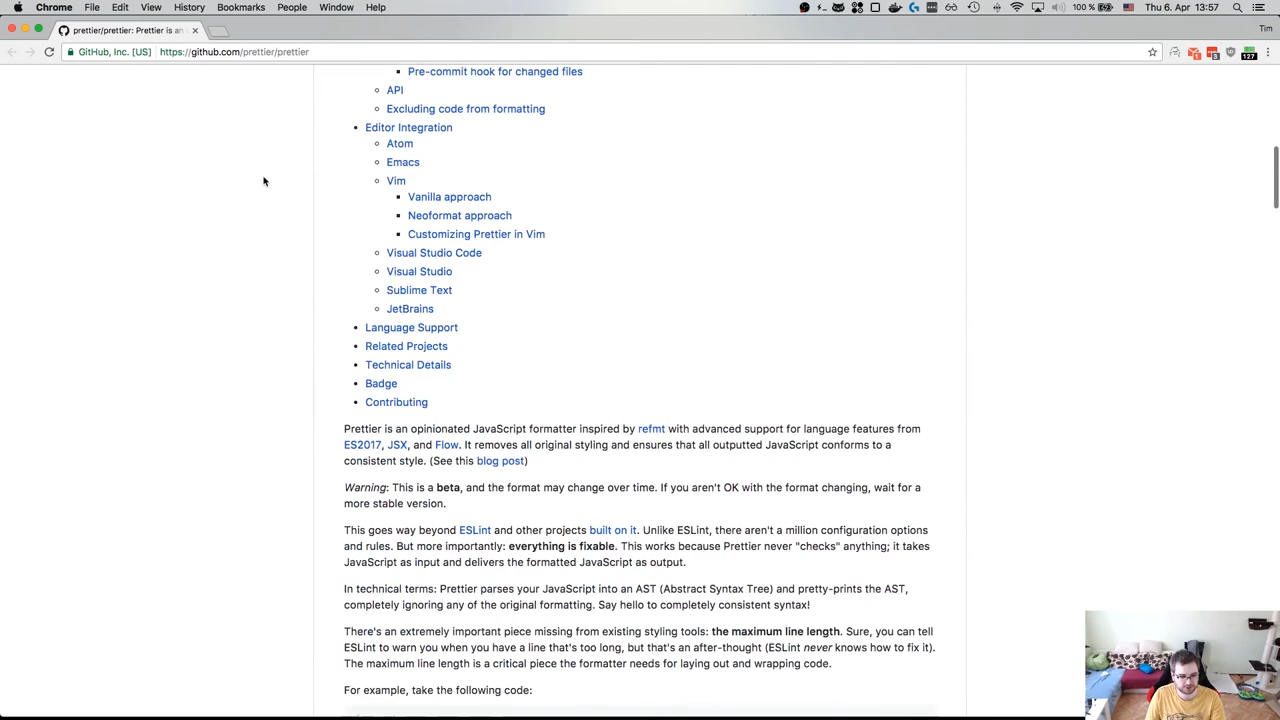 Chrome File Edit View History Bookmarks People Window Help 100 % Thu 6. Apr 13:57
prettier/prettier: Prettier is an Tim
GitHub, Inc. [US] https://github.com/prettier/prettier 1 3 127
Pre-commit hook for changed files
API
Excluding code from formatting
Editor Integration
Atom
Emacs
Vim
Vanilla approach
Neoformat approach
Customizing Prettier in Vim
Visual Studio Code
Visual Studio
Sublime Text
JetBrains
Language Support
Related Projects
Technical Details
Badge
Contributing
Prettier is an opinionated JavaScript formatter inspired by refmt with advanced support for language features from
ES2017, JSX, and Flow. It removes all original styling and ensures that all outputted JavaScript conforms to a
consistent style. (See this blog post)
Warning: This is a beta, and the format may change over time. If you aren't OK with the format changing, wait for a
more stable version.
This goes way beyond ESLint and other projects built on it. Unlike ESLint, there aren't a million configuration options
and rules. But more importantly: everything is fixable. This works because Prettier never "checks" anything; it takes
JavaScript as input and delivers the formatted JavaScript as output.
In technical terms: Prettier parses your JavaScript into an AST (Abstract Syntax Tree) and pretty-prints the AST,
completely ignoring any of the original formatting. Say hello to completely consistent syntax!
There's an extremely important piece missing from existing styling tools: the maximum line length. Sure, you can tell
ESLint to warn you when you have a line that's too long, but that's an after-thought (ESLint never knows how to fix it).
The maximum line length is a critical piece the formatter needs for laying out and wrapping code.
For example, take the following code: